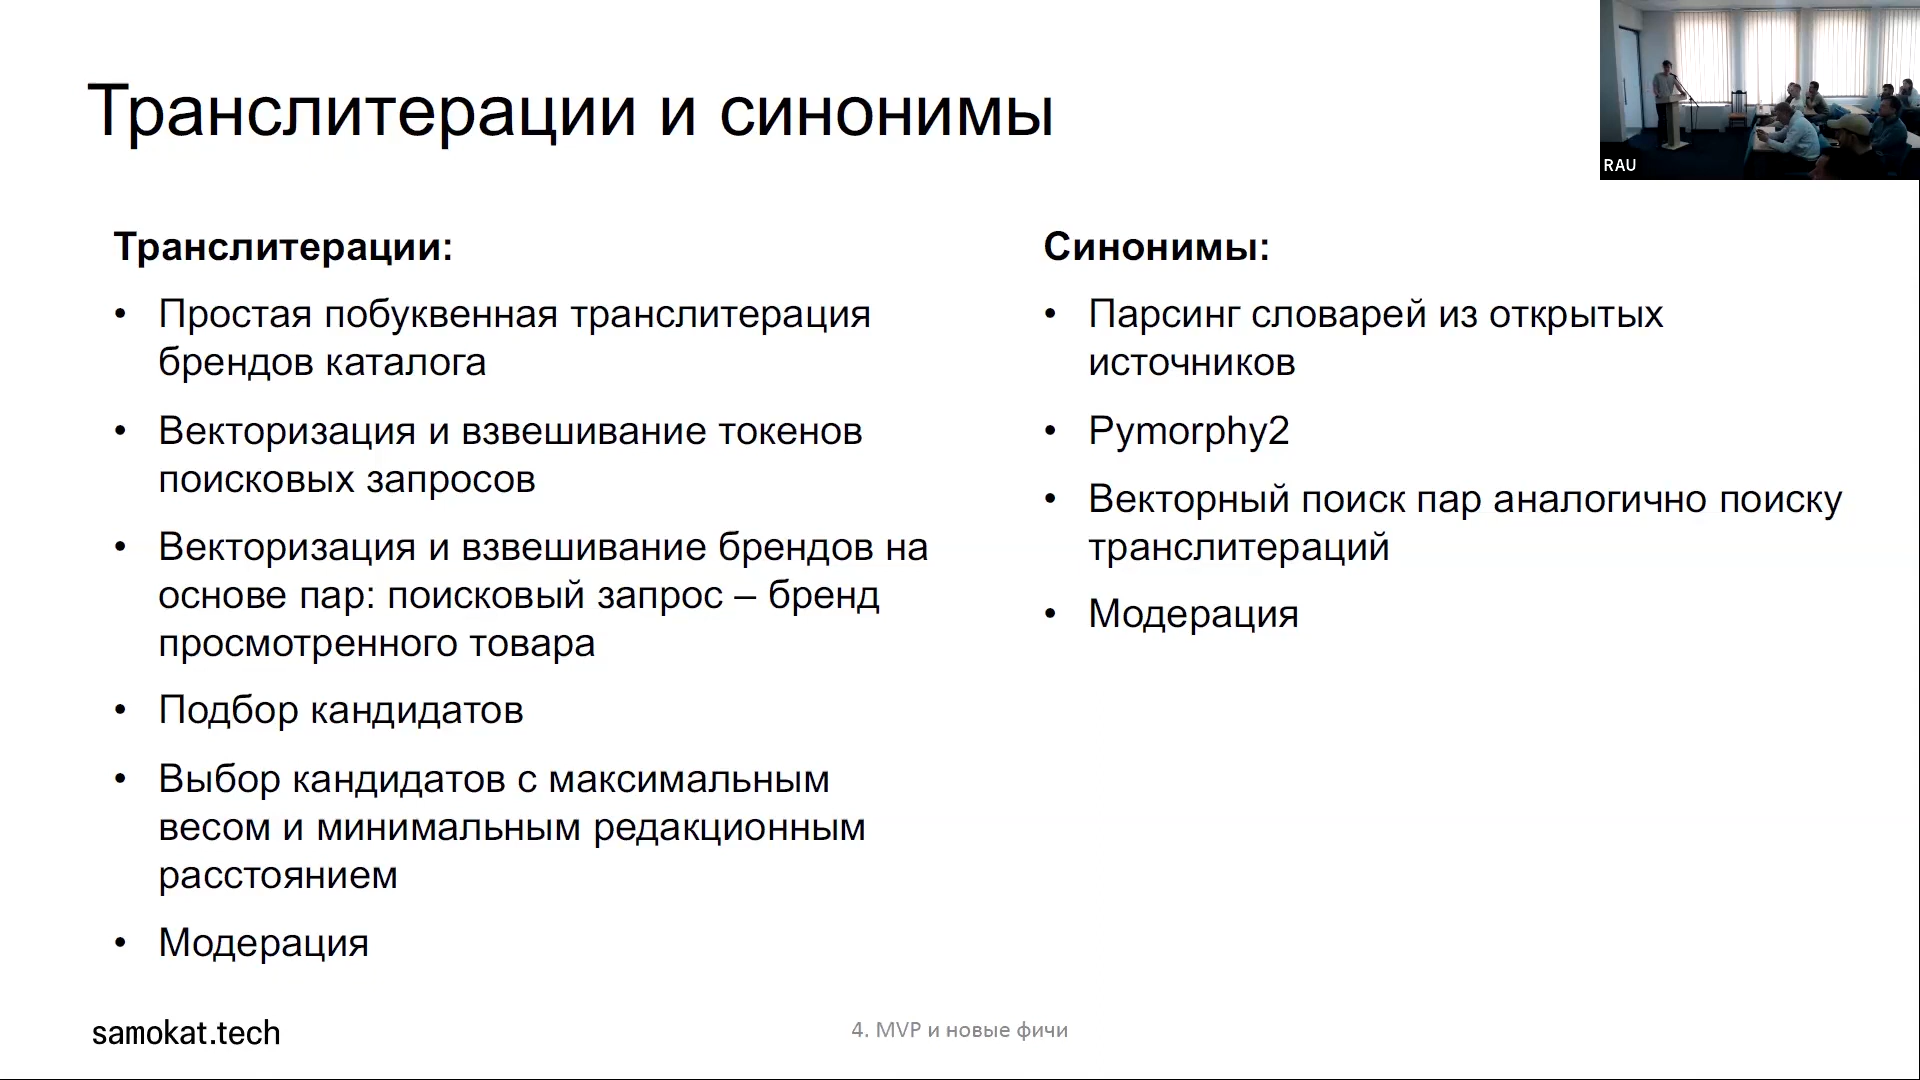 Транслитерации и синонимы
RAU
Транслитерации:
• Простая побуквенная транслитерация
брендов каталога
• Векторизация и взвешивание токенов
поисковых запросов
• Векторизация и взвешивание брендов на
основе пар: поисковый запрос – бренд
просмотренного товара
• Подбор кандидатов
• Выбор кандидатов с максимальным
весом и минимальным редакционным
расстоянием
• Модерация
Синонимы:
• Парсинг словарей из открытых
источников
• Pymorphy2
• Векторный поиск пар аналогично поиску
транслитераций
• Модерация
samokat.tech
4. MVP и новые фичи